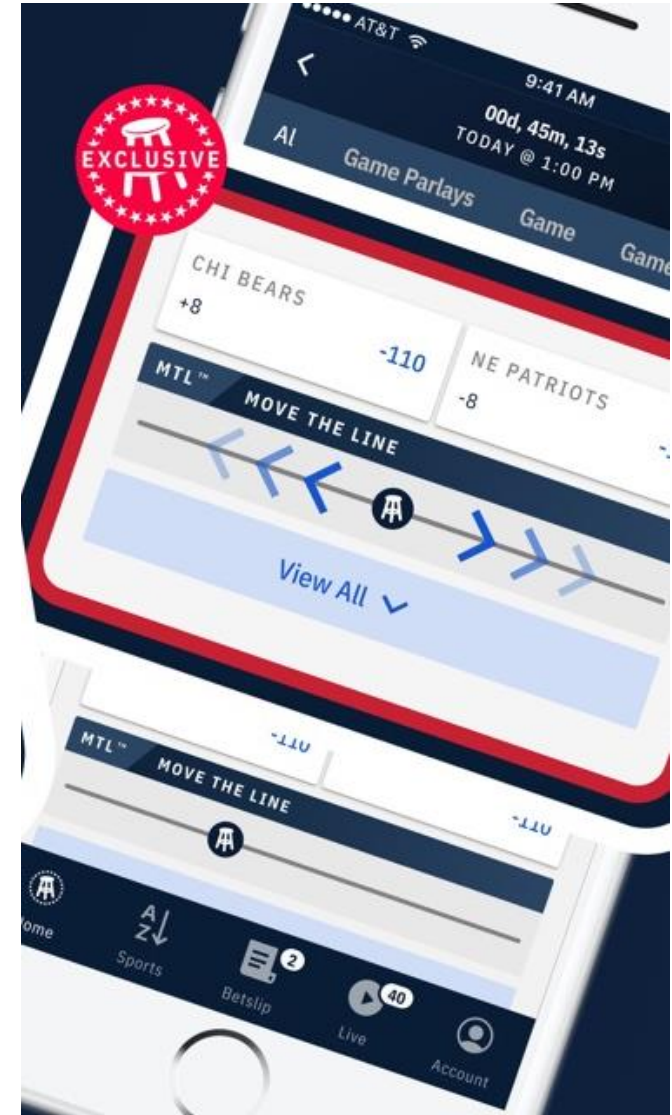 AT&T
9:41 AM
00d, 45m, 13s
TODAY @ 1:00 PM
EXCLUSIVE
Al
Game Parlays
Game
Game
CHI BEARS
+8
-110
NE PATRIOTS
-8
MTL™ MOVE THE LINE
View All
-110
-110
MTL™ MOVE THE LINE
ome
A
Z
Sports
2
Betslip
40
Live
Account